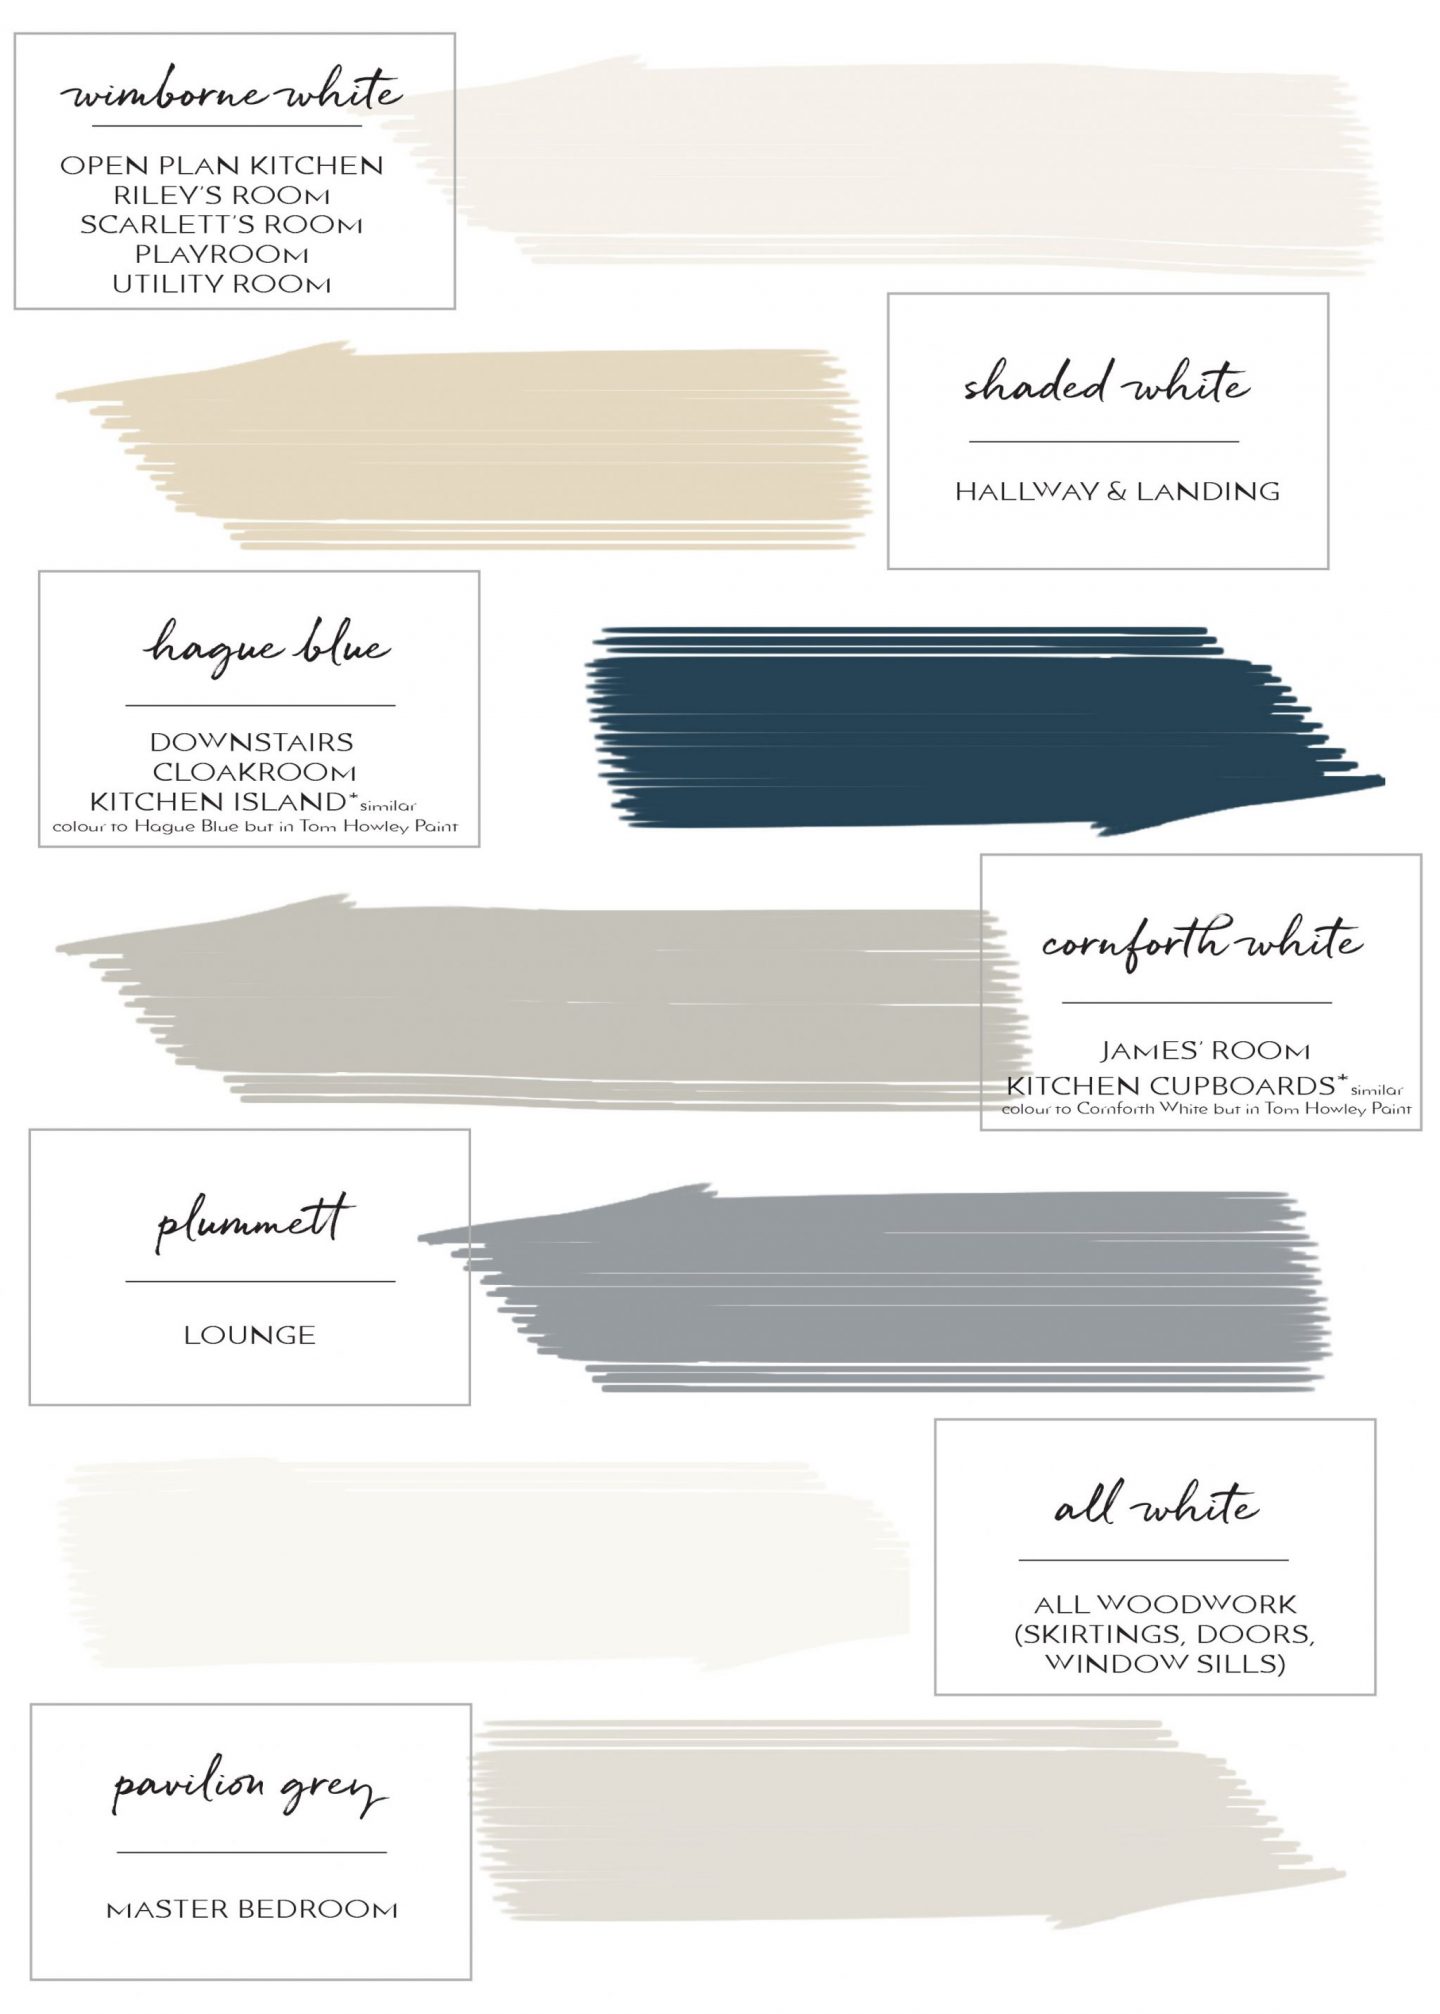 wimborne white
OPEN PLAN KITCHEN
RILEY'S ROOM
SCARLETT'S ROOM
PLAYROOM
UTILITY ROOM
shaded white
HALLWAY & LANDING
hague blue
DOWNSTAIRS
CLOAKROOM
KITCHEN ISLAND*similar
colour to Hague Blue but in Tom Howley Paint
cornforth white
JAMES' ROOM
KITCHEN CUPBOARDS*similar
colour to Cornforth White but in Tom Howley Paint
plummett
LOUNGE
all white
ALL WOODWORK
(SKIRTINGS, DOORS,
WINDOW SILLS)
pavilion grey
MASTER BEDROOM